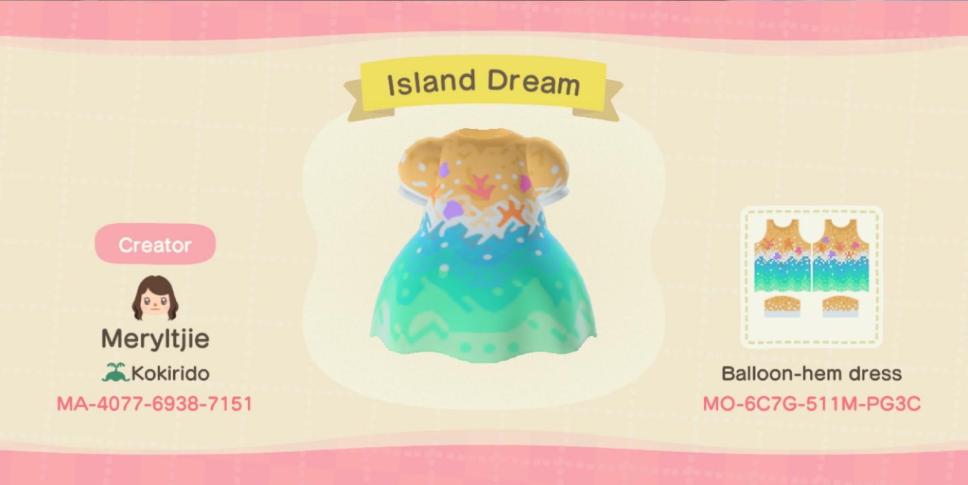 Island Dream
Creator
Meryltjie
Kokirido
MA-4077-6938-7151
Balloon-hem dress
MO-6C7G-511M-PG3C